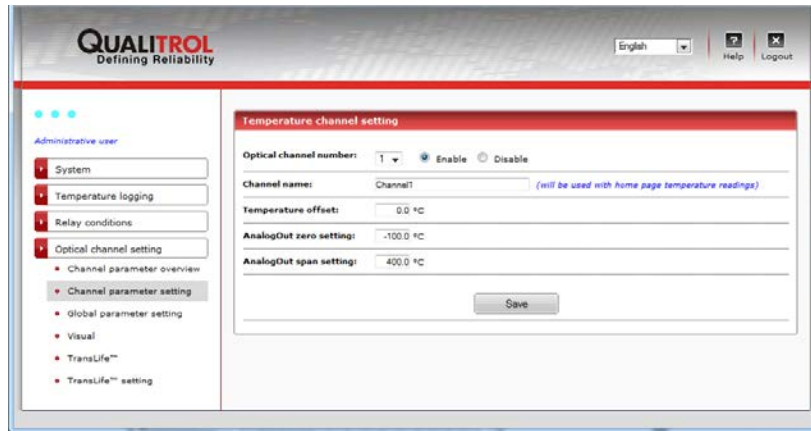 QUALITROL
Defining Reliability
English
? Help
X Logout
Administrative user
System
Temperature logging
Relay conditions
Optical channel setting
Channel parameter overview
Channel parameter setting
Global parameter setting
Visual
TransLife™
TransLife™ setting
Temperature channel setting
Optical channel number: 1 Enable Disable
Channel name: Channel1 (will be used with home page temperature readings)
Temperature offset: 0.0 °C
AnalogOut zero setting: -100.0 °C
AnalogOut span setting: 400.0 °C
Save